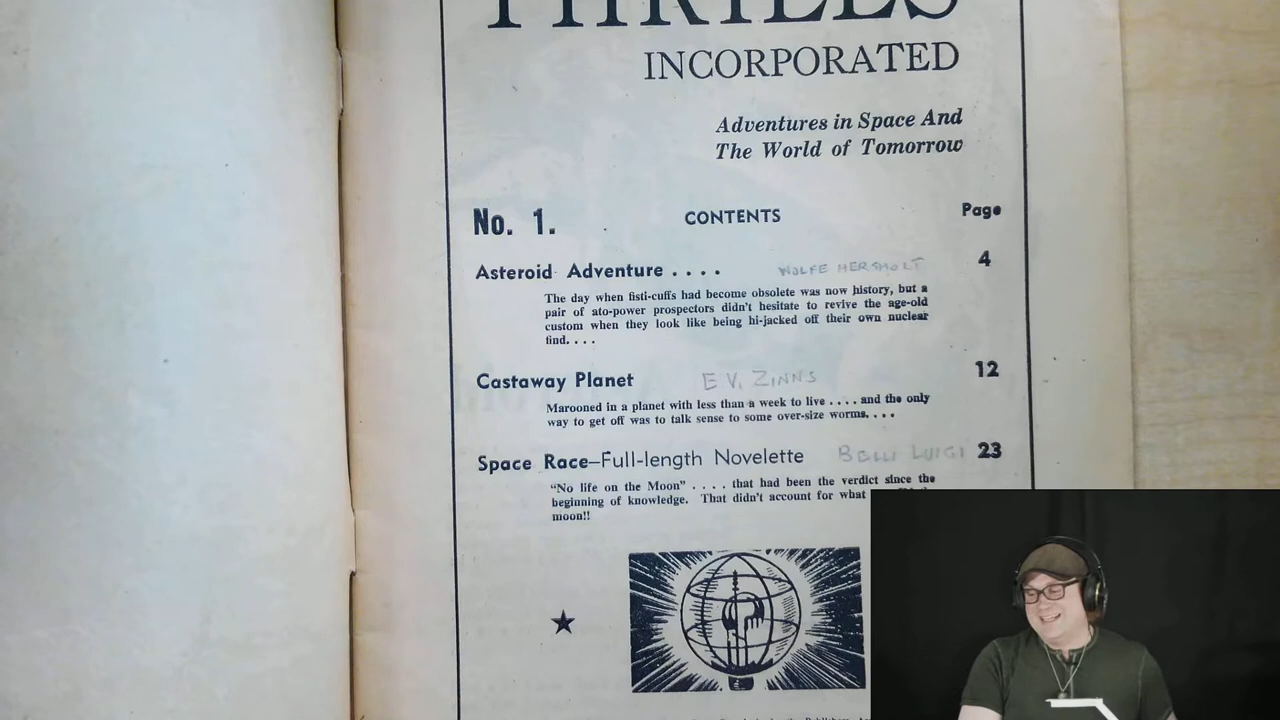 THRILLS
INCORPORATED
Adventures in Space And
The World of Tomorrow
No. 1. CONTENTS Page
Asteroid Adventure . . . . WOLFE HERSHOLT 4
The day when fisti-cuffs had become obsolete was now history, but a
pair of ato-power prospectors didn't hesitate to revive the age-old
custom when they look like being hi-jacked off their own nuclear
find. . . .
Castaway Planet E V. ZINNS 12
Marooned in a planet with less than a week to live . . . . and the only
way to get off was to talk sense to some over-size worms. . . .
Space Race—Full-length Novelette BELLI LUIGI 23
"No life on the Moon" . . . . that had been the verdict since the
beginning of knowledge. That didn't account for what
moon!!